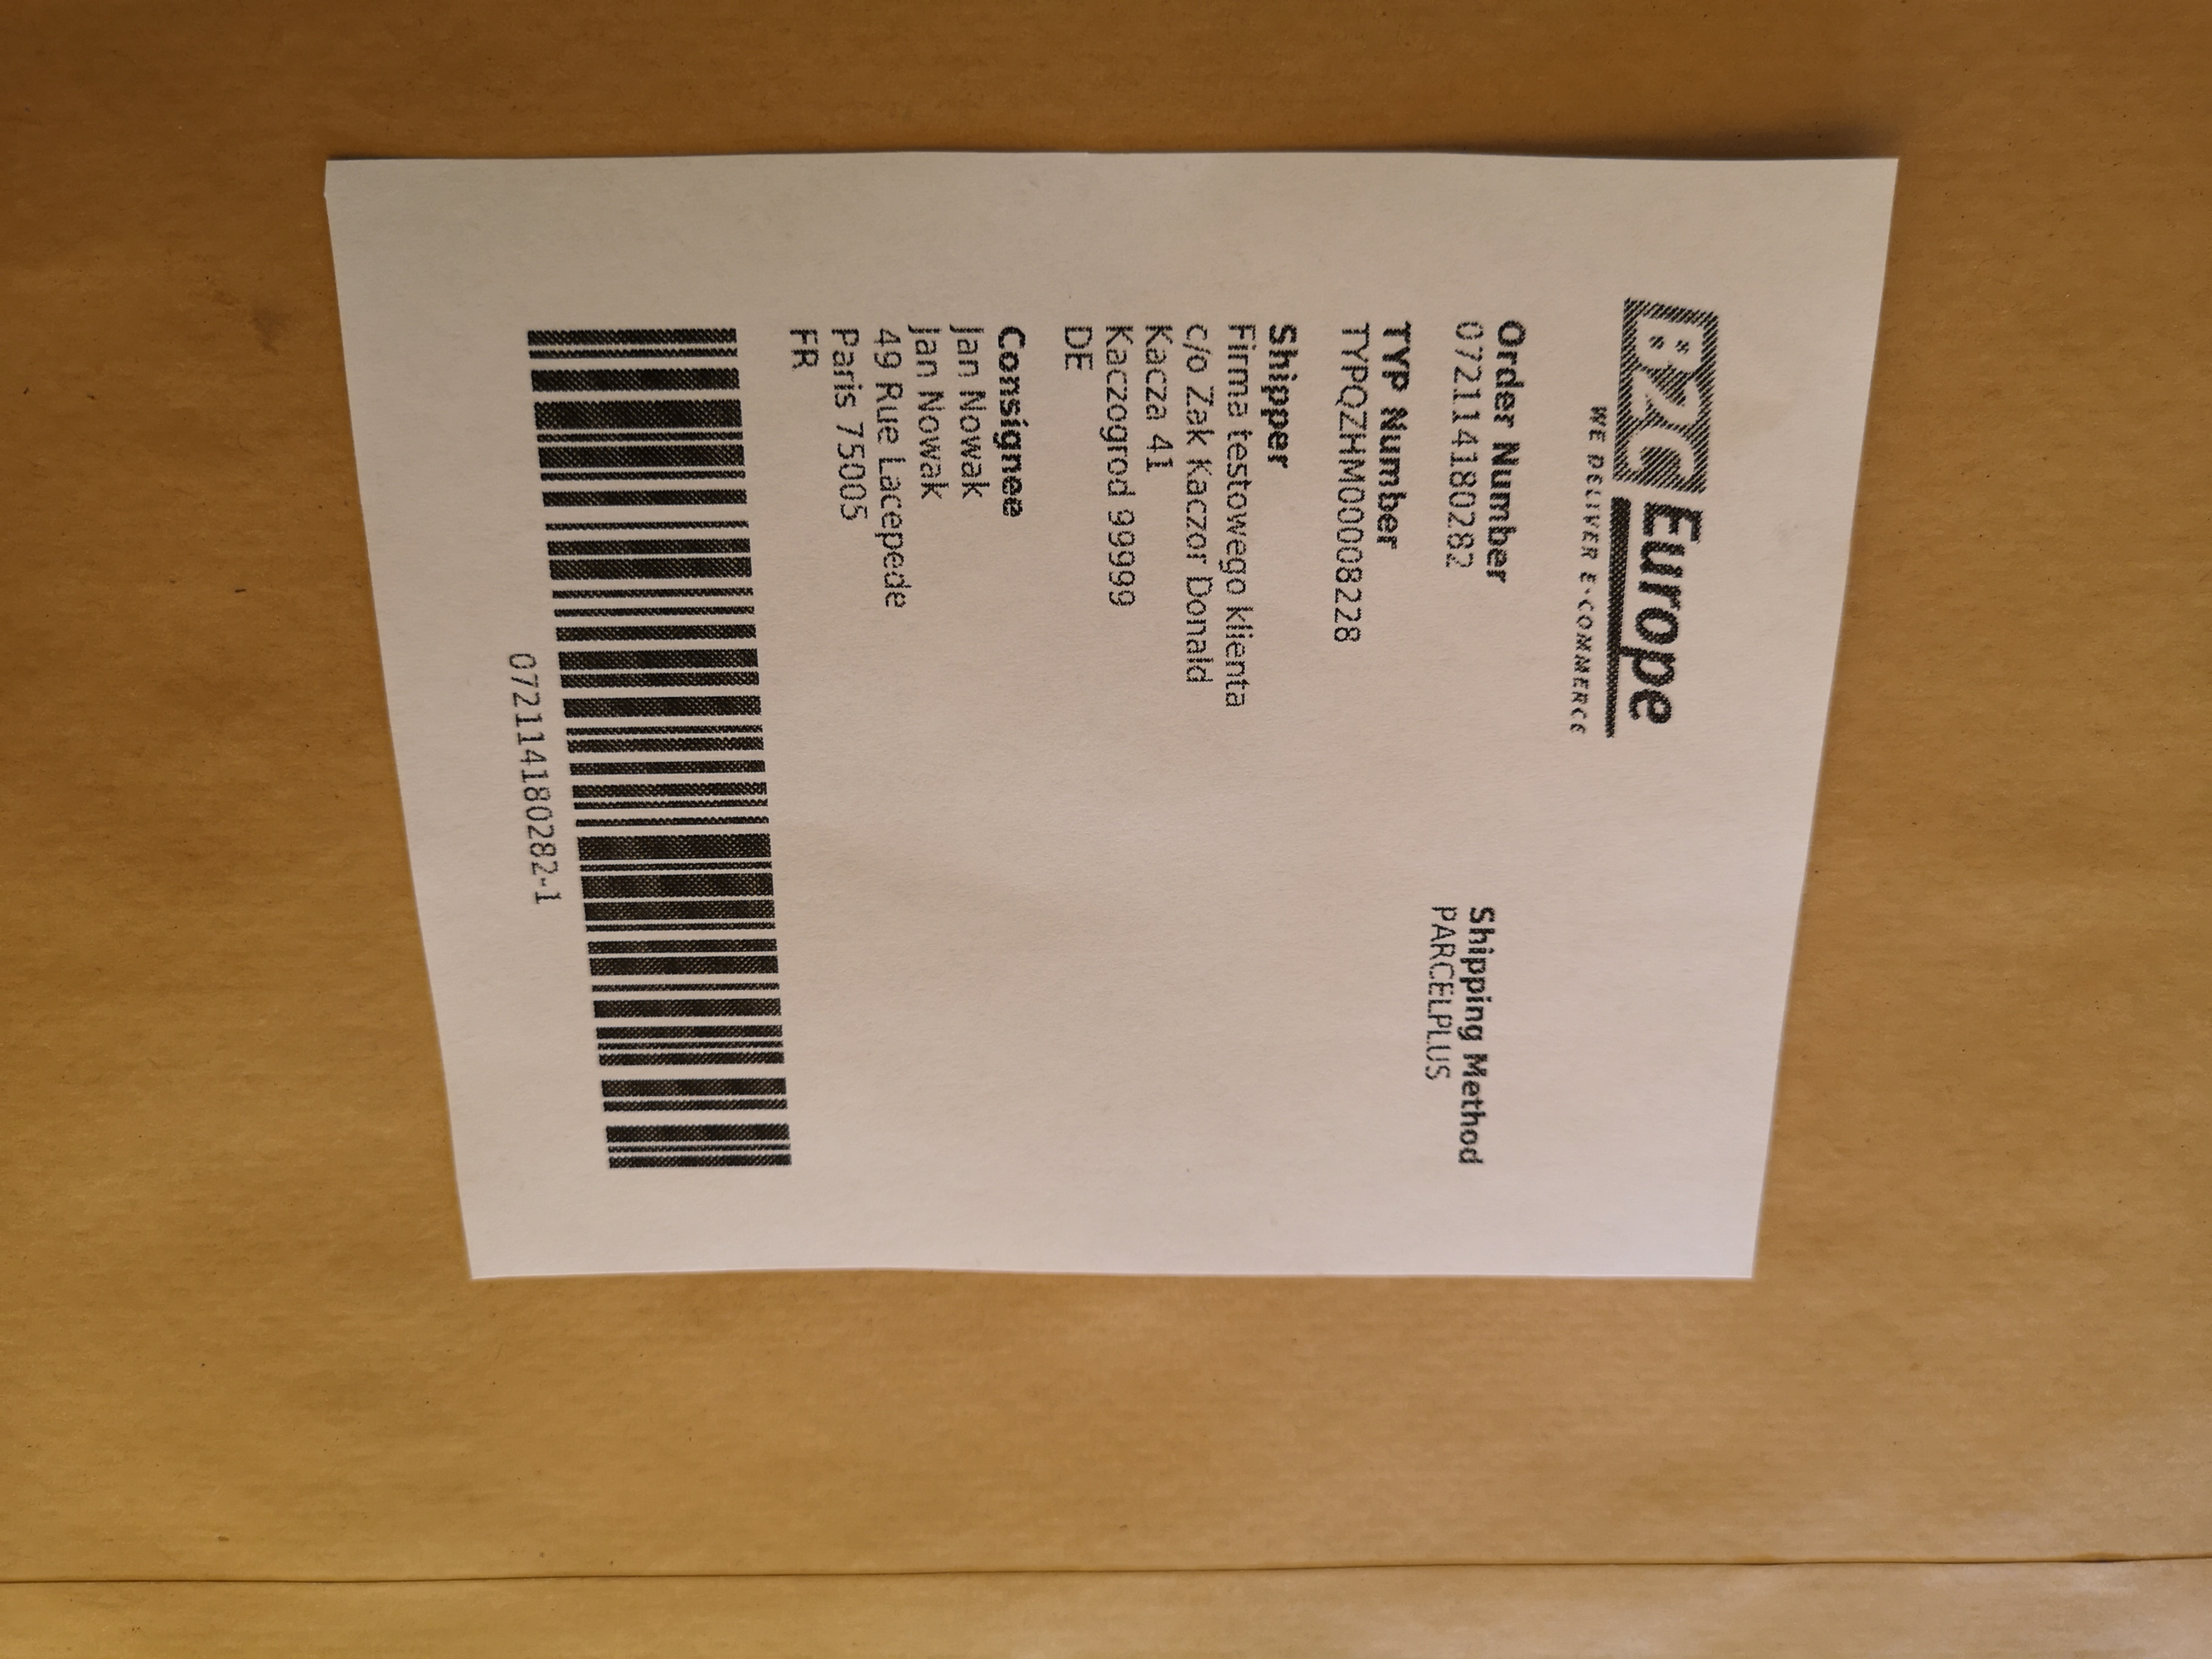 B2C Europe
WE DELIVER E-COMMERCE
Order Number
072114180282
Shipping Method
PARCELPLUS
TYP Number
TYPQZHM00008228
Shipper
Firma testowego klienta
c/o Zak Kaczor Donald
Kacza 41
Kaczogrod 99999
DE
Consignee
Jan Nowak
Jan Nowak
49 Rue Lacepede
Paris 75005
FR
072114180282-1